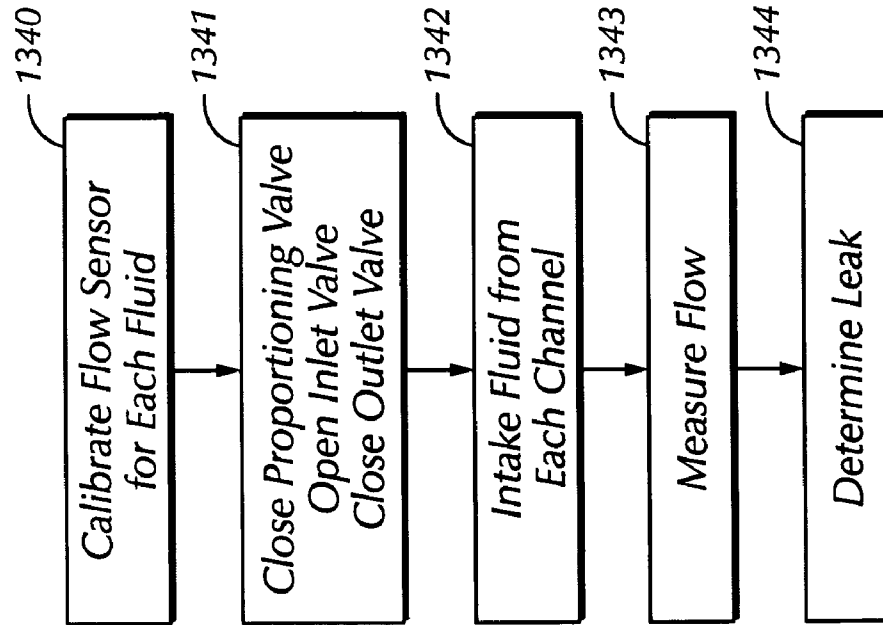 1340
Calibrate Flow Sensor
for Each Fluid
1341
Close Proportioning Valve
Open Inlet Valve
Close Outlet Valve
1342
Intake Fluid from
Each Channel
1343
Measure Flow
1344
Determine Leak